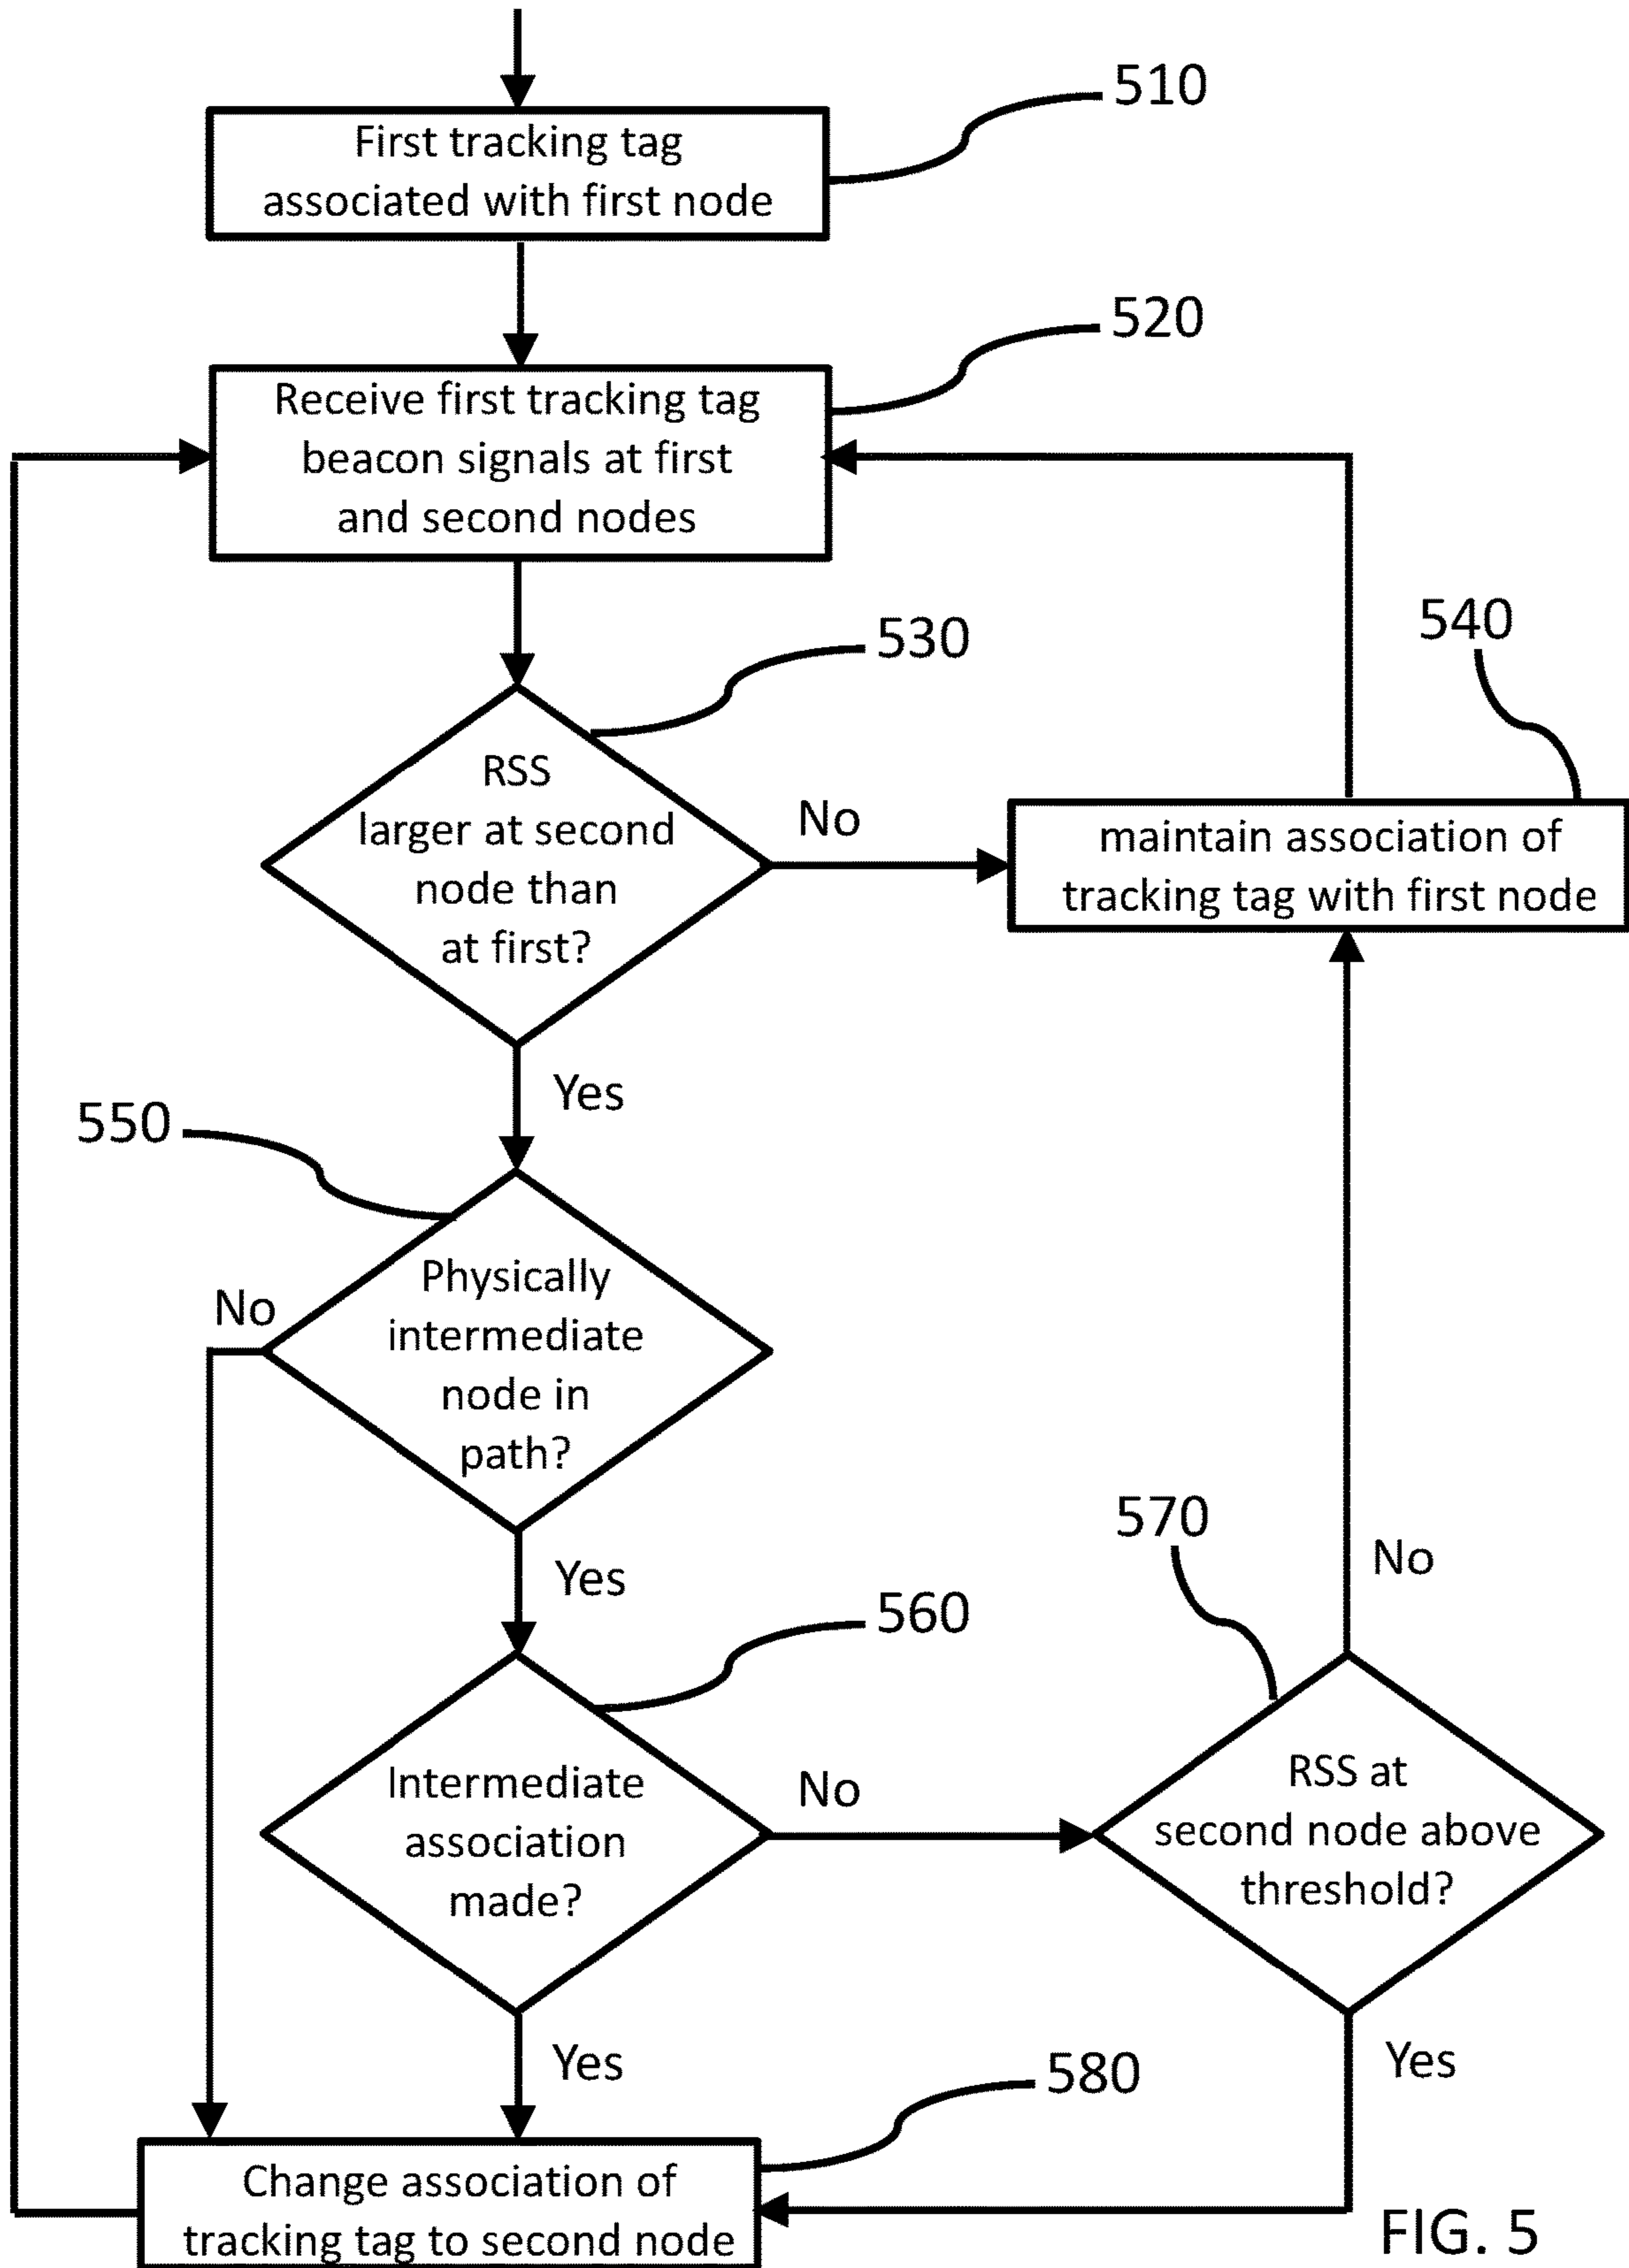 510
First tracking tag
associated with first node
520
Receive first tracking tag
beacon signals at first
and second nodes
530
540
RSS
larger at second
node than
at first?
No
maintain association of
tracking tag with first node
Yes
550
Physically
intermediate
node in
path?
No
Yes
560
570
No
Intermediate
association
made?
No
RSS at
second node above
threshold?
Yes
Yes
580
Change association of
tracking tag to second node
FIG. 5